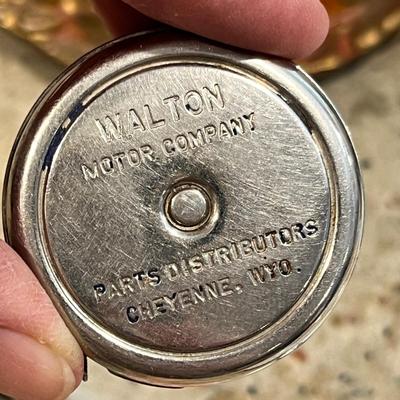 WALTON
MOTOR COMPANY
PARTS DISTRIBUTORS
CHEYENNE, WYO.